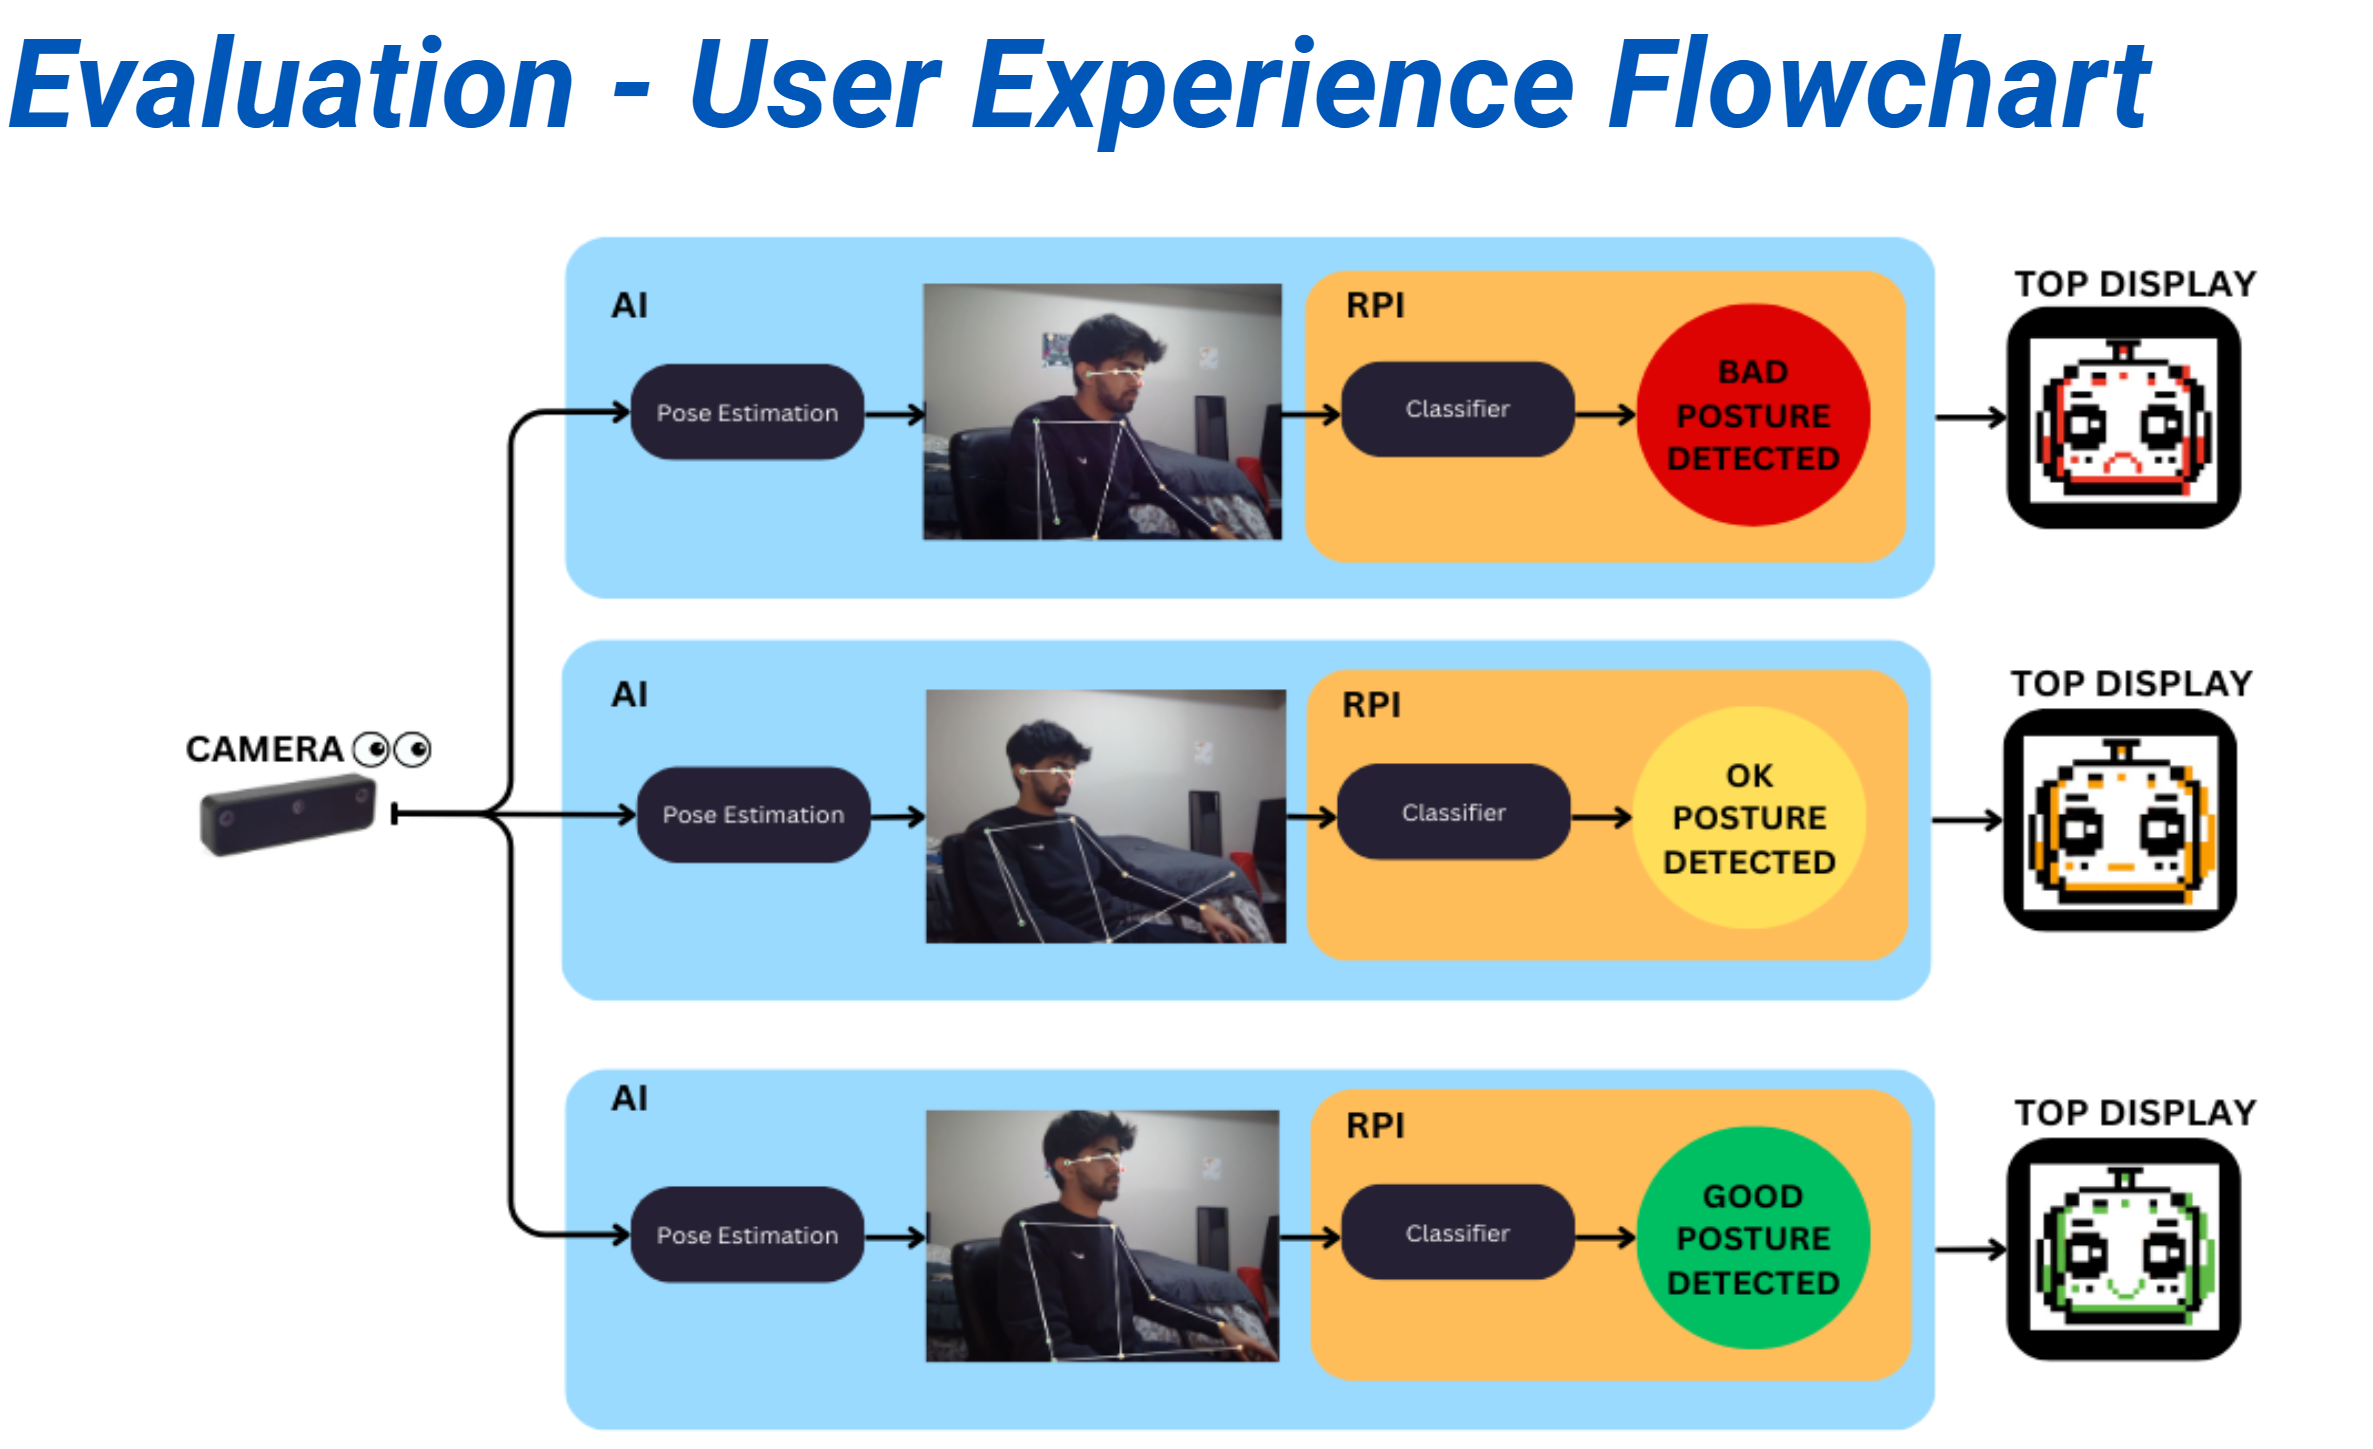 Evaluation - User Experience Flowchart
AI
Pose Estimation
RPI
Classifier
BAD
POSTURE
DETECTED
TOP DISPLAY
CAMERA
AI
Pose Estimation
RPI
Classifier
OK
POSTURE
DETECTED
TOP DISPLAY
AI
Pose Estimation
RPI
Classifier
GOOD
POSTURE
DETECTED
TOP DISPLAY